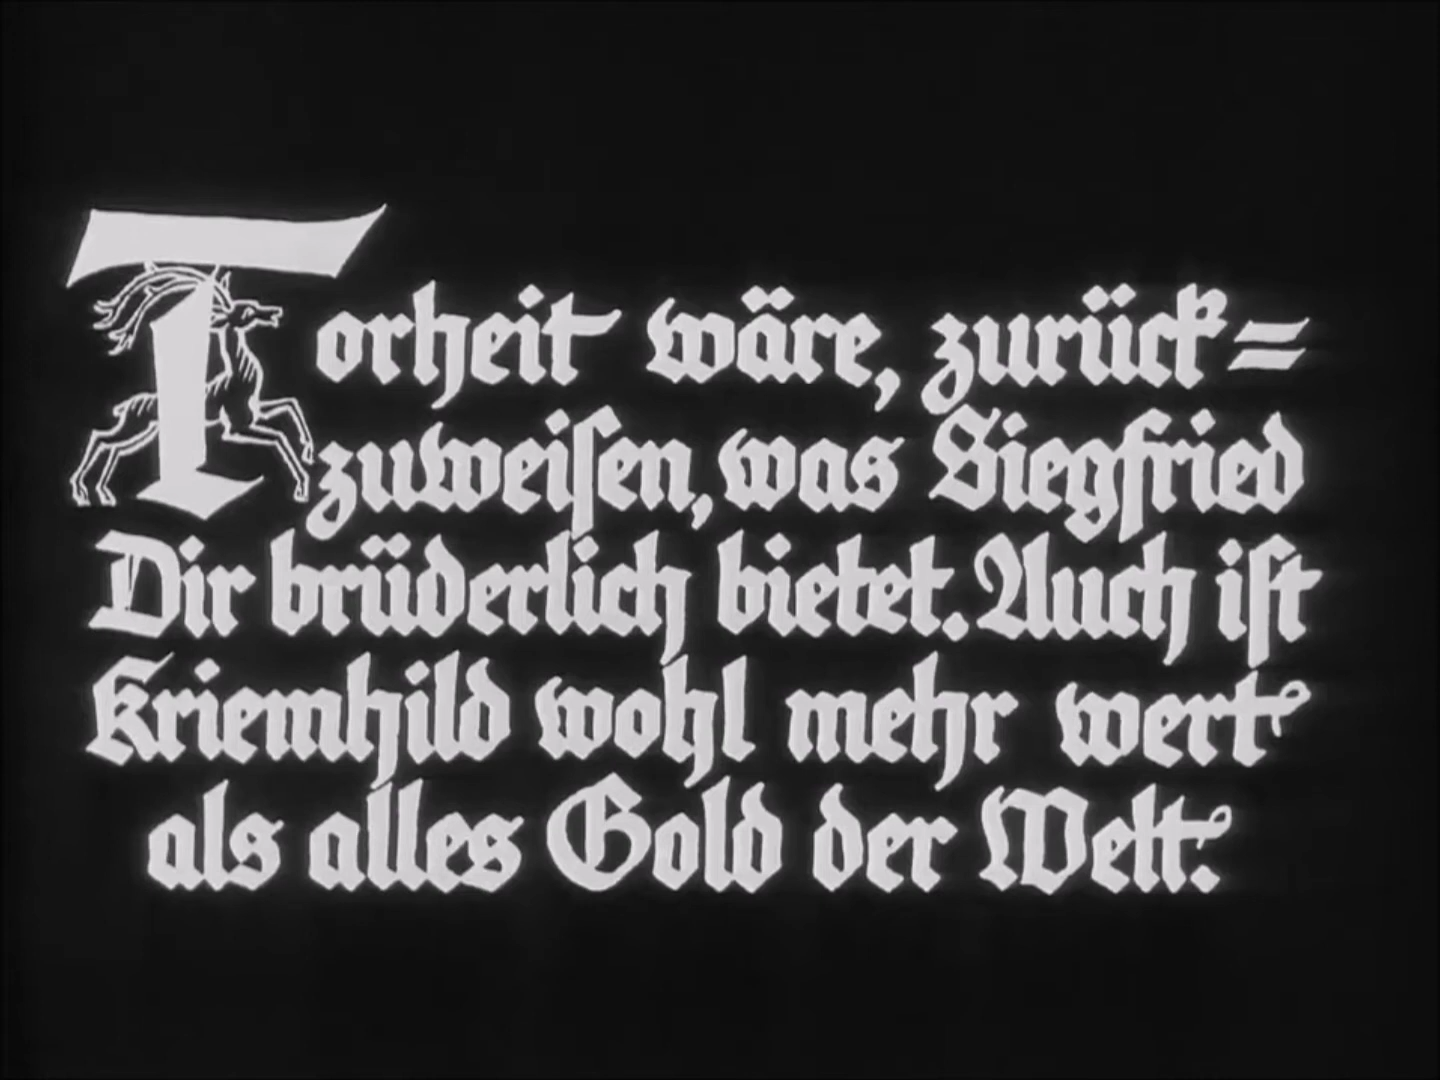 Torheit wäre, zurück=
zuweisen, was Siegfried
Dir brüderlich bietet. Auch ist
Kriemhild wohl mehr wert
als alles Gold der Welt.